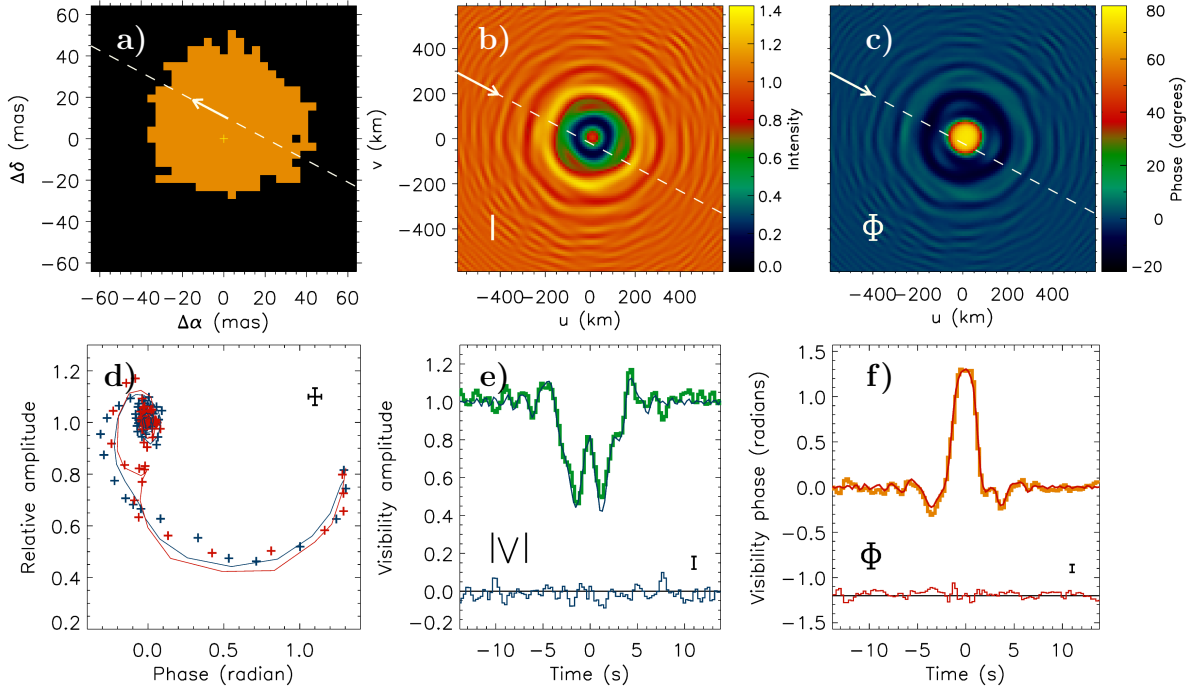 a)
60
40
20
0
−20
−40
−60
−60 −40 −20 0 20 40 60
Δδ (mas)
Δα (mas)
b)
400
200
0
−200
−400
−400 −200 0 200 400
v (km)
u (km)
I
1.4
1.2
1.0
0.8
0.6
0.4
0.2
0.0
Intensity
c)
−400 −200 0 200 400
u (km)
Φ
80
60
40
20
0
−20
Phase (degrees)
d)
1.2
1.0
0.8
0.6
0.4
0.2
0.0 0.5 1.0
Relative amplitude
Phase (radian)
e)
1.2
1.0
0.8
0.6
0.4
0.2
0.0
−0.2
−10 −5 0 5 10
Visibility amplitude
Time (s)
|V|
f)
1.5
1.0
0.5
0.0
−0.5
−1.0
−1.5
−10 −5 0 5 10
Visibility phase (radians)
Time (s)
Φ